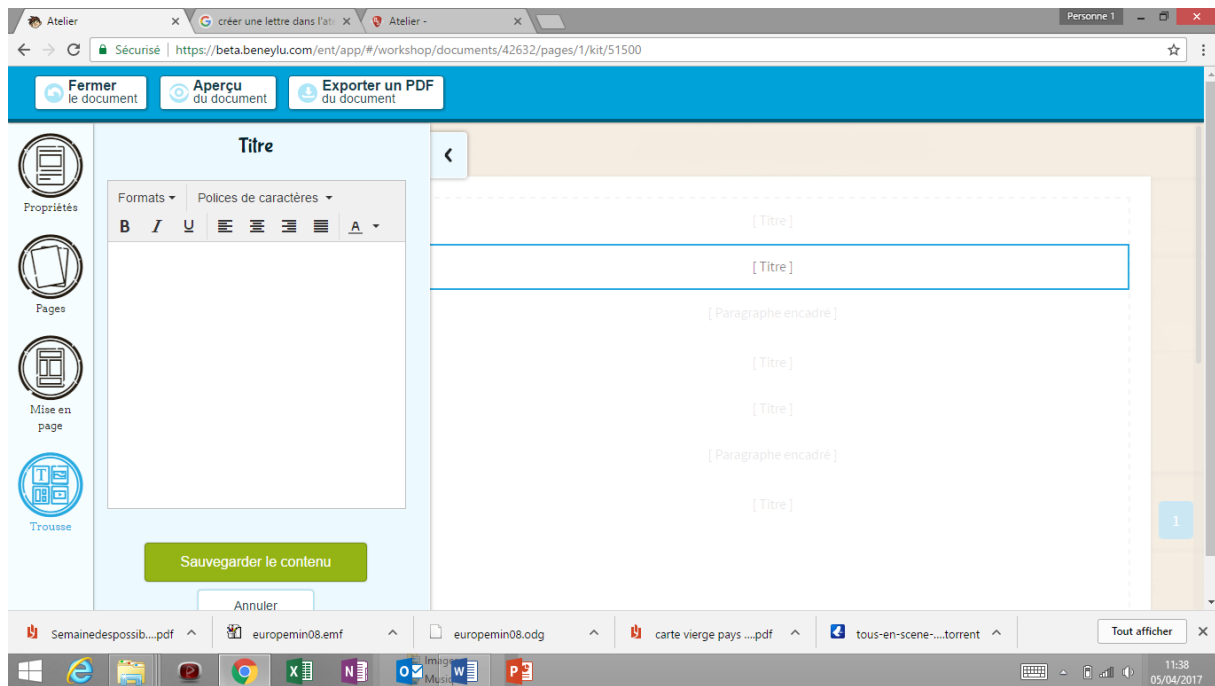 Atelier
créer une lettre dans l'ate
Atelier -
Personne 1
Sécurisé
https://beta.beneylu.com/ent/app/#/workshop/documents/42632/pages/1/kit/51500
Fermer
le document
Aperçu
du document
Exporter un PDF
du document
Propriétés
Pages
Mise en
page
Trousse
Titre
Formats
Polices de caractères
B I U A
Sauvegarder le contenu
Annuler
[ Titre ]
[ Titre ]
[ Paragraphe encadré ]
[ Titre ]
[ Titre ]
[ Paragraphe encadré ]
[ Titre ]
1
Semainedespossib....pdf
europemin08.emf
europemin08.odg
carte vierge pays ....pdf
tous-en-scene-....torrent
Tout afficher
11:38
05/04/2017